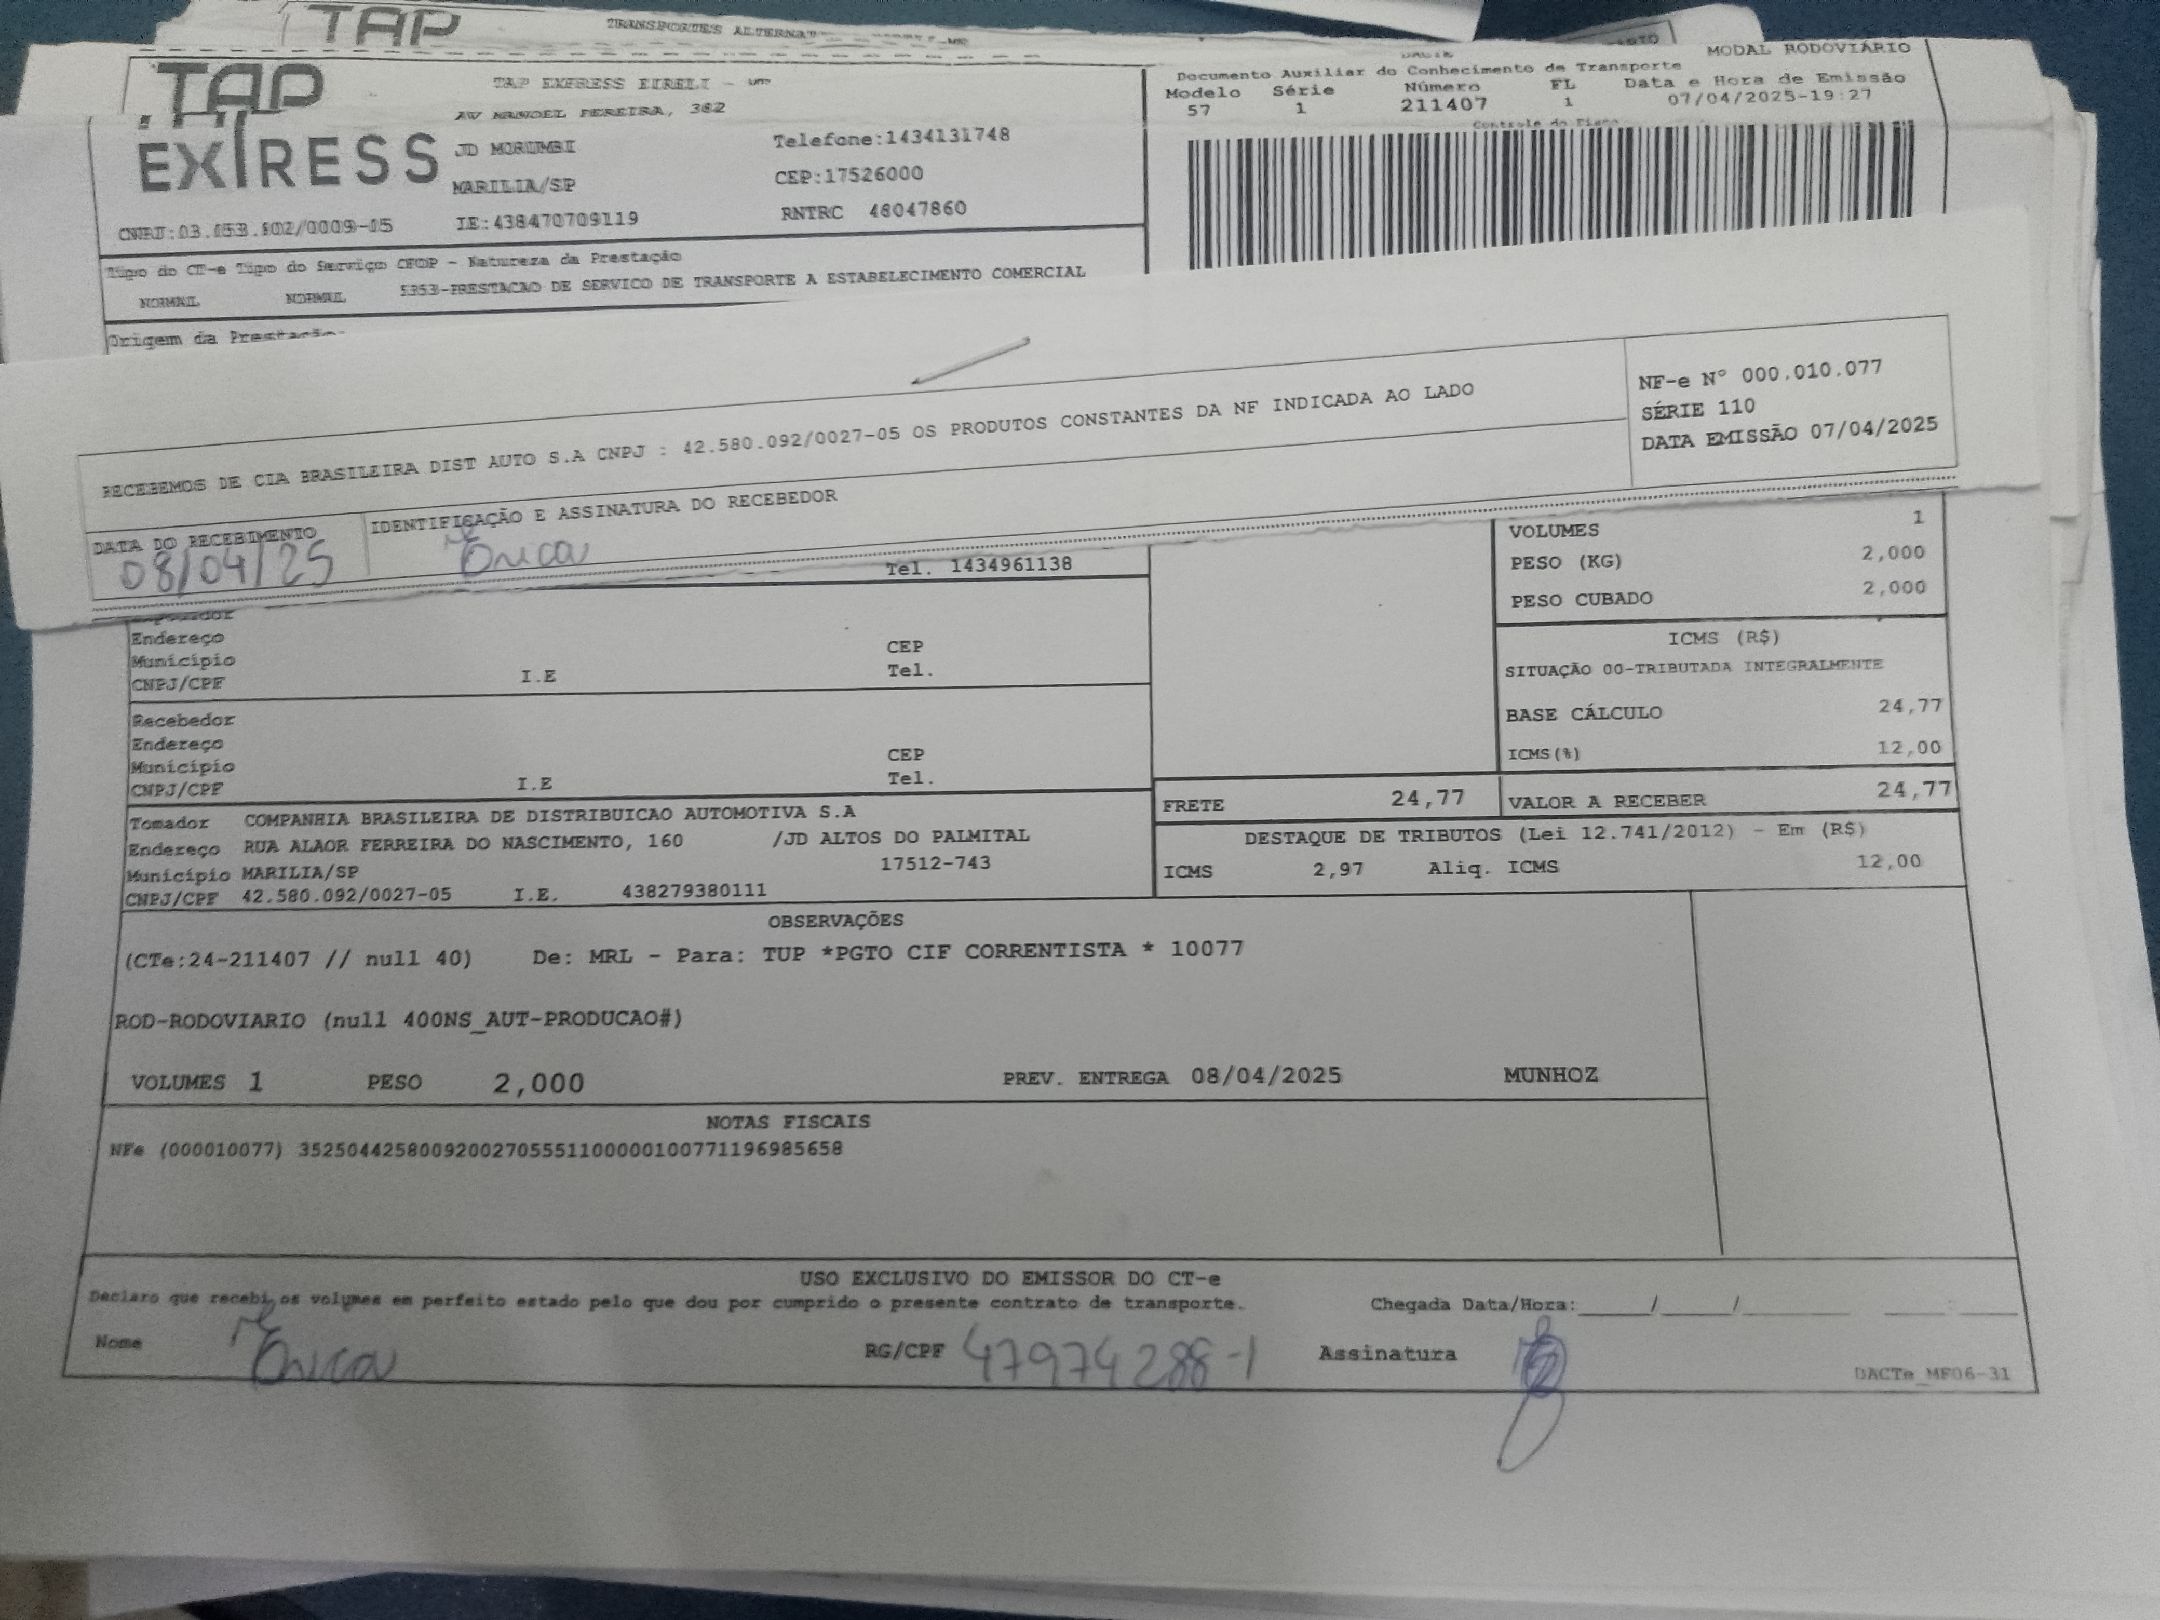 TAP
TRANSPORTES
TAP
EXPRESS
TAP EXPRESS EIRELI -
AV MANOEL PEREIRA, 382
JD MORUMBI
Telefone:1434131748
MARILIA/SP
CEP:17526000
IE:438470709119
RNTRC 48047860
MODAL RODOVIÁRIO
Documento Auxiliar do Conhecimento de Transporte
Modelo Série Número FL Data e Hora de Emissão
57 1 211407 1 07/04/2025-19:27
Controle do Fisco
Tipo do CT-e Tipo do Serviço CFOP - Natureza da Prestação
NORMAL NORMAL 5353-PRESTACAO DE SERVICO DE TRANSPORTE A ESTABELECIMENTO COMERCIAL
Origem da Prestação
RECEBEMOS DE CIA BRASILEIRA DIST AUTO S.A CNPJ : 42.580.092/0027-05 OS PRODUTOS CONSTANTES DA NF INDICADA AO LADO
NF-e N° 000.010.077
SÉRIE 110
DATA EMISSÃO 07/04/2025
DATA DO RECEBIMENTO
08/04/25
IDENTIFICAÇÃO E ASSINATURA DO RECEBEDOR
Érica
Tel. 1434961138
VOLUMES 1
PESO (KG) 2,000
PESO CUBADO 2,000
Endereço
Município CEP
CNPJ/CPF I.E Tel.
ICMS (R$)
SITUAÇÃO 00-TRIBUTADA INTEGRALMENTE
BASE CÁLCULO 24,77
ICMS(%) 12,00
Recebedor
Endereço
Município CEP
CNPJ/CPF I.E Tel.
FRETE 24,77 VALOR A RECEBER 24,77
Tomador COMPANHIA BRASILEIRA DE DISTRIBUICAO AUTOMOTIVA S.A
Endereço RUA ALAOR FERREIRA DO NASCIMENTO, 160 /JD ALTOS DO PALMITAL
Município MARILIA/SP 17512-743
CNPJ/CPF 42.580.092/0027-05 I.E. 438279380111
DESTAQUE DE TRIBUTOS (Lei 12.741/2012) - Em (R$)
ICMS 2,97 Aliq. ICMS 12,00
OBSERVAÇÕES
(CTe:24-211407 // null 40) De: MRL - Para: TUP *PGTO CIF CORRENTISTA * 10077
ROD-RODOVIARIO (null 400NS_AUT-PRODUCAO#)
VOLUMES 1 PESO 2,000 PREV. ENTREGA 08/04/2025 MUNHOZ
NOTAS FISCAIS
NFe (000010077) 35250442580092002705551100000100771196985658
USO EXCLUSIVO DO EMISSOR DO CT-e
Declaro que recebi os volumes em perfeito estado pelo que dou por cumprido o presente contrato de transporte. Chegada Data/Hora:____/____/____
Nome Érica RG/CPF 47974288-1 Assinatura
DACTe_MF06-31